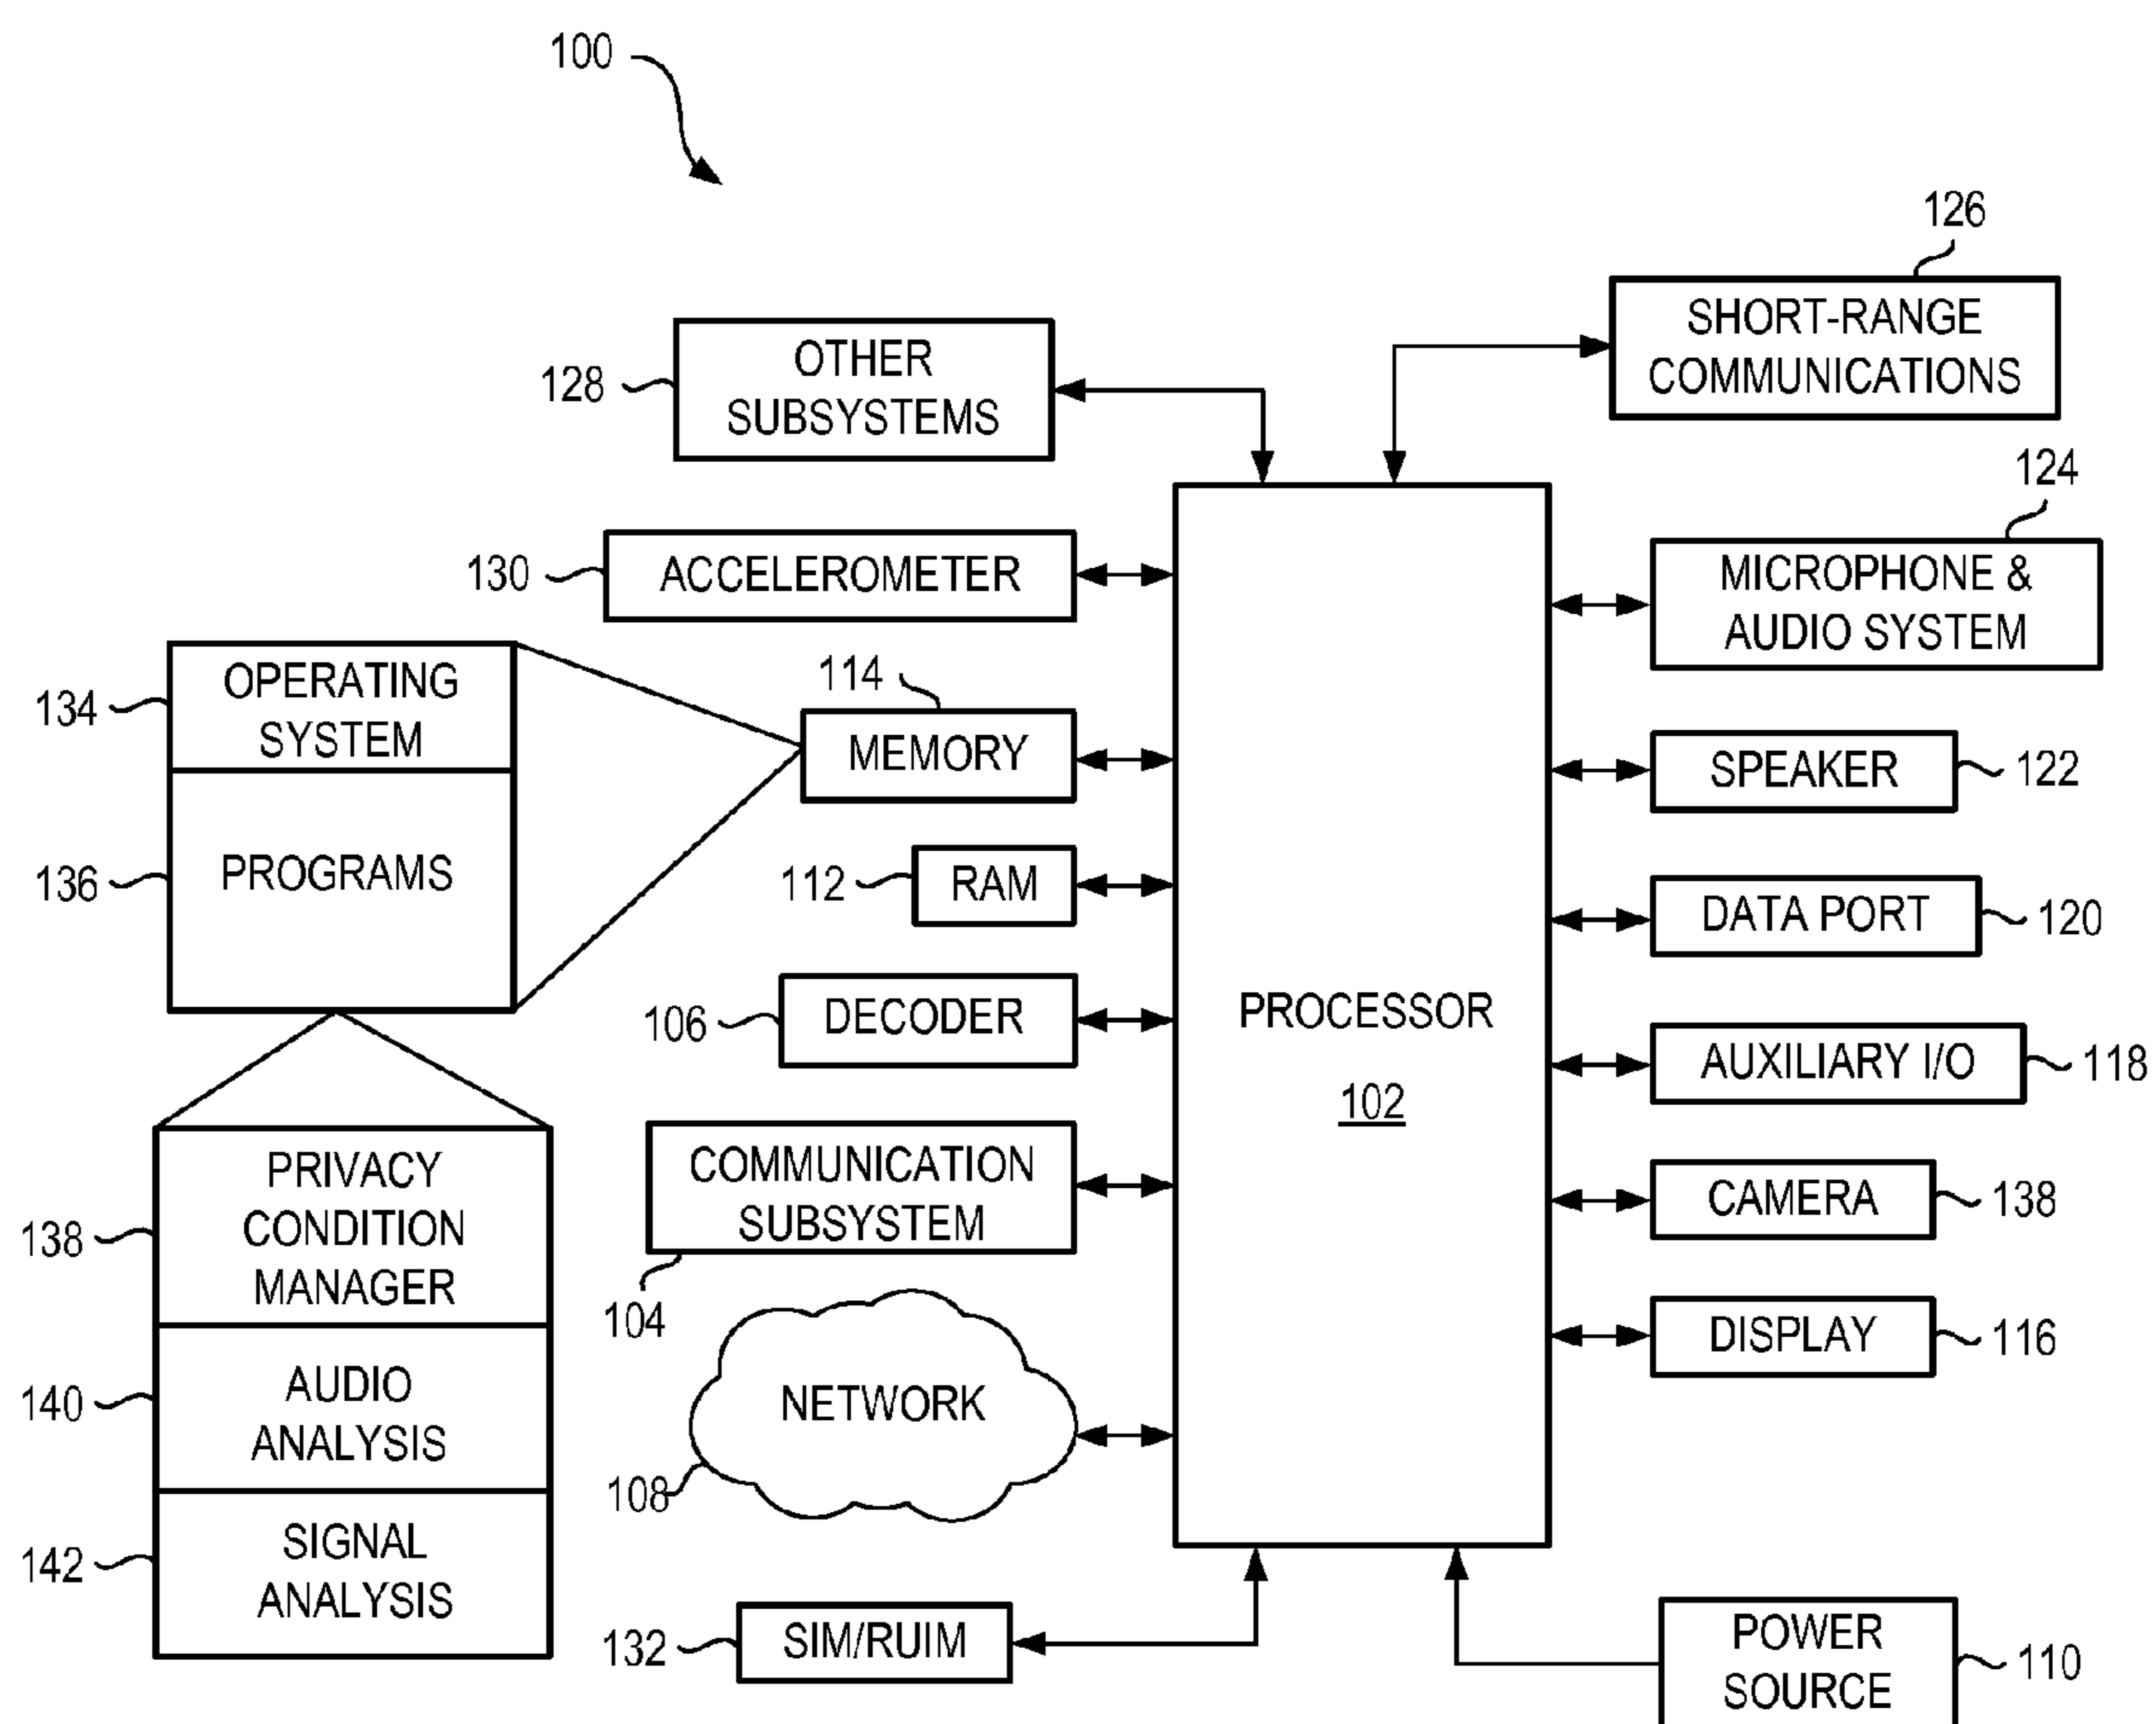 100
126
SHORT-RANGE
COMMUNICATIONS
OTHER
SUBSYSTEMS
128
124
MICROPHONE &
AUDIO SYSTEM
130
ACCELEROMETER
OPERATING
SYSTEM
134
114
MEMORY
SPEAKER
122
PROGRAMS
136
112
RAM
DATA PORT
120
106
DECODER
PROCESSOR
102
AUXILIARY I/O
118
COMMUNICATION
SUBSYSTEM
104
PRIVACY
CONDITION
MANAGER
138
CAMERA
138
DISPLAY
116
AUDIO
ANALYSIS
140
NETWORK
108
SIGNAL
ANALYSIS
142
132
SIM/RUIM
POWER
SOURCE
110